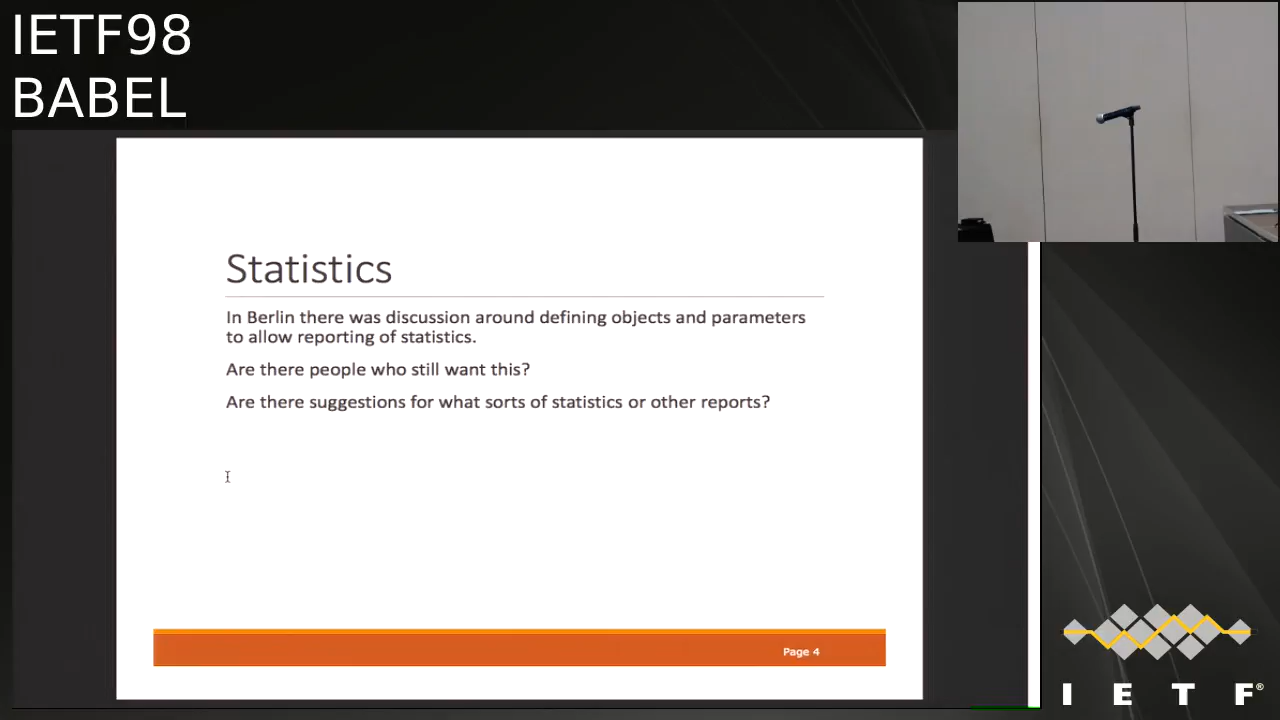 IETF98
BABEL
Statistics
In Berlin there was discussion around defining objects and parameters
to allow reporting of statistics.
Are there people who still want this?
Are there suggestions for what sorts of statistics or other reports?
Page 4
I E T F®